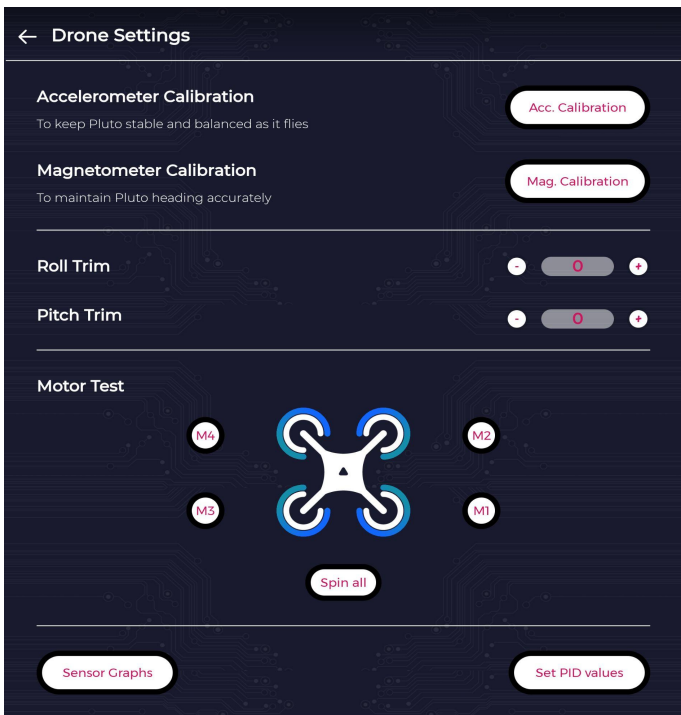 Drone Settings
Accelerometer Calibration
Acc. Calibration
To keep Pluto stable and balanced as it flies
Magnetometer Calibration
Mag. Calibration
To maintain Pluto heading accurately
Roll Trim
- 0 +
Pitch Trim
- 0 +
Motor Test
M4 M2
M3 M1
Spin all
Sensor Graphs Set PID values